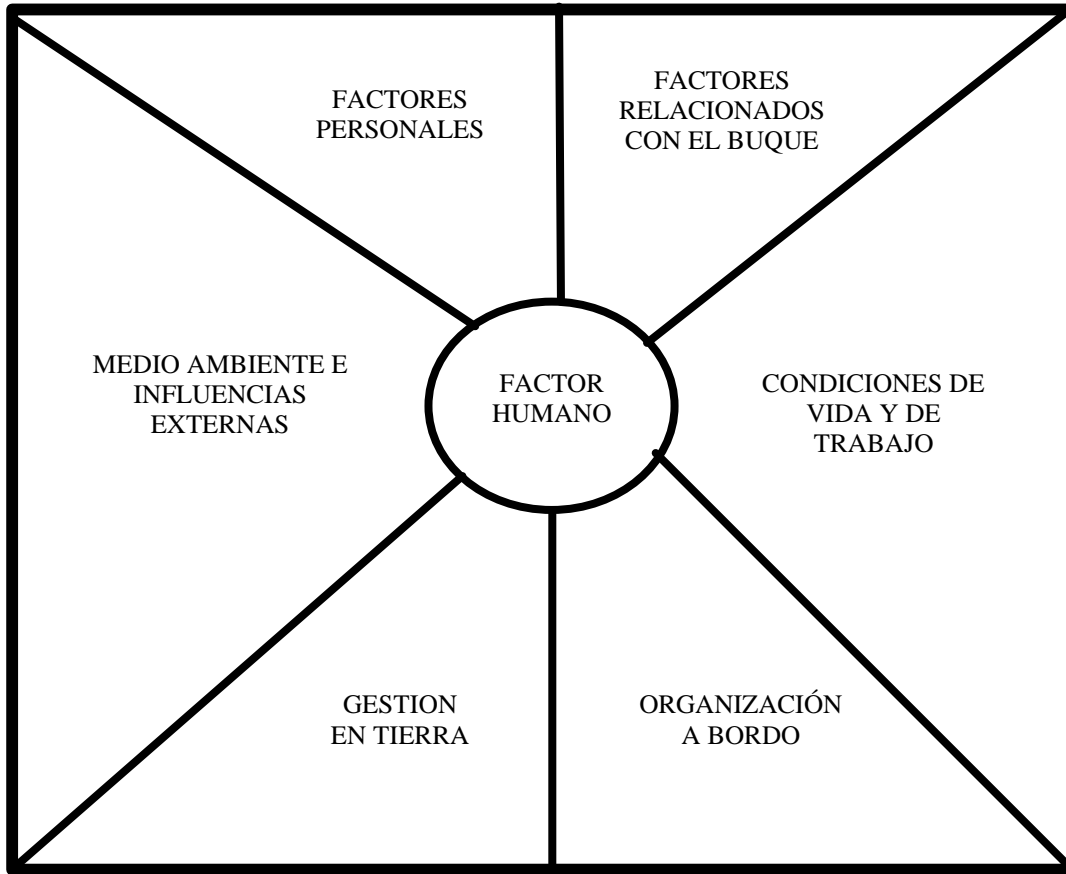 FACTORES
PERSONALES
FACTORES
RELACIONADOS
CON EL BUQUE
MEDIO AMBIENTE E
INFLUENCIAS
EXTERNAS
FACTOR
HUMANO
CONDICIONES DE
VIDA Y DE
TRABAJO
GESTION
EN TIERRA
ORGANIZACIÓN
A BORDO